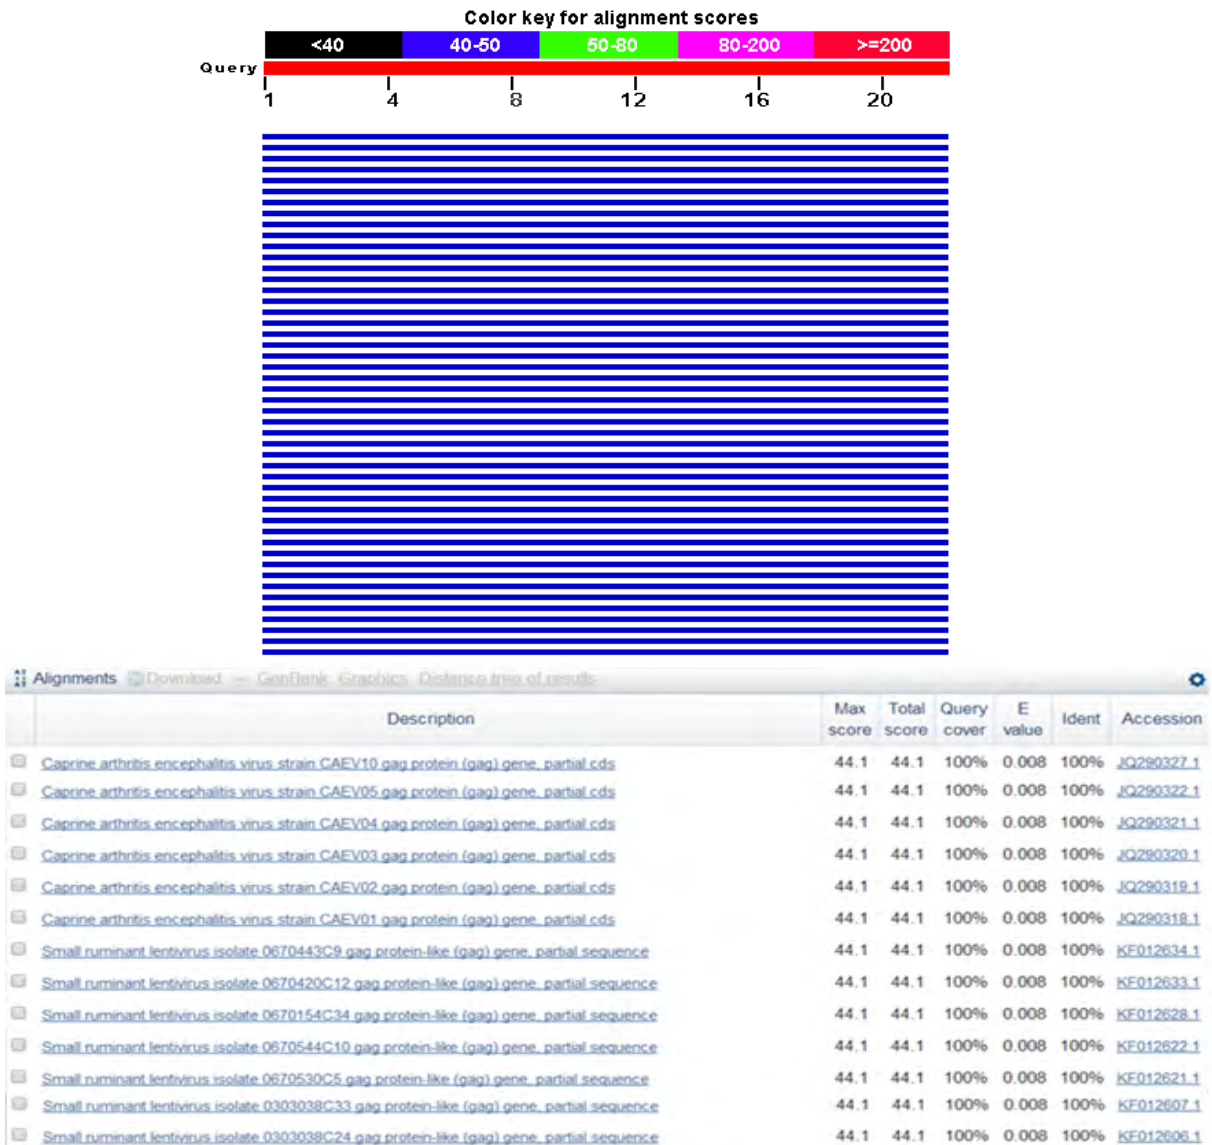 Color key for alignment scores
<40 40-50 50-80 80-200 >=200
Query
1 4 8 12 16 20
Alignments Download GenBank Graphics Distance tree of results
Description Max score Total score Query cover E value Ident Accession
Caprine arthritis encephalitis virus strain CAEV10 gag protein (gag) gene, partial cds 44.1 44.1 100% 0.008 100% JQ290327.1
Caprine arthritis encephalitis virus strain CAEV05 gag protein (gag) gene, partial cds 44.1 44.1 100% 0.008 100% JQ290322.1
Caprine arthritis encephalitis virus strain CAEV04 gag protein (gag) gene, partial cds 44.1 44.1 100% 0.008 100% JQ290321.1
Caprine arthritis encephalitis virus strain CAEV03 gag protein (gag) gene, partial cds 44.1 44.1 100% 0.008 100% JQ290320.1
Caprine arthritis encephalitis virus strain CAEV02 gag protein (gag) gene, partial cds 44.1 44.1 100% 0.008 100% JQ290319.1
Caprine arthritis encephalitis virus strain CAEV01 gag protein (gag) gene, partial cds 44.1 44.1 100% 0.008 100% JQ290318.1
Small ruminant lentivirus isolate 0670443C9 gag protein-like (gag) gene, partial sequence 44.1 44.1 100% 0.008 100% KF012634.1
Small ruminant lentivirus isolate 0670420C12 gag protein-like (gag) gene, partial sequence 44.1 44.1 100% 0.008 100% KF012633.1
Small ruminant lentivirus isolate 0670154C34 gag protein-like (gag) gene, partial sequence 44.1 44.1 100% 0.008 100% KF012628.1
Small ruminant lentivirus isolate 0670544C10 gag protein-like (gag) gene, partial sequence 44.1 44.1 100% 0.008 100% KF012622.1
Small ruminant lentivirus isolate 0670530C5 gag protein-like (gag) gene, partial sequence 44.1 44.1 100% 0.008 100% KF012621.1
Small ruminant lentivirus isolate 0303038C33 gag protein-like (gag) gene, partial sequence 44.1 44.1 100% 0.008 100% KF012607.1
Small ruminant lentivirus isolate 0303038C24 gag protein-like (gag) gene, partial sequence 44.1 44.1 100% 0.008 100% KF012606.1